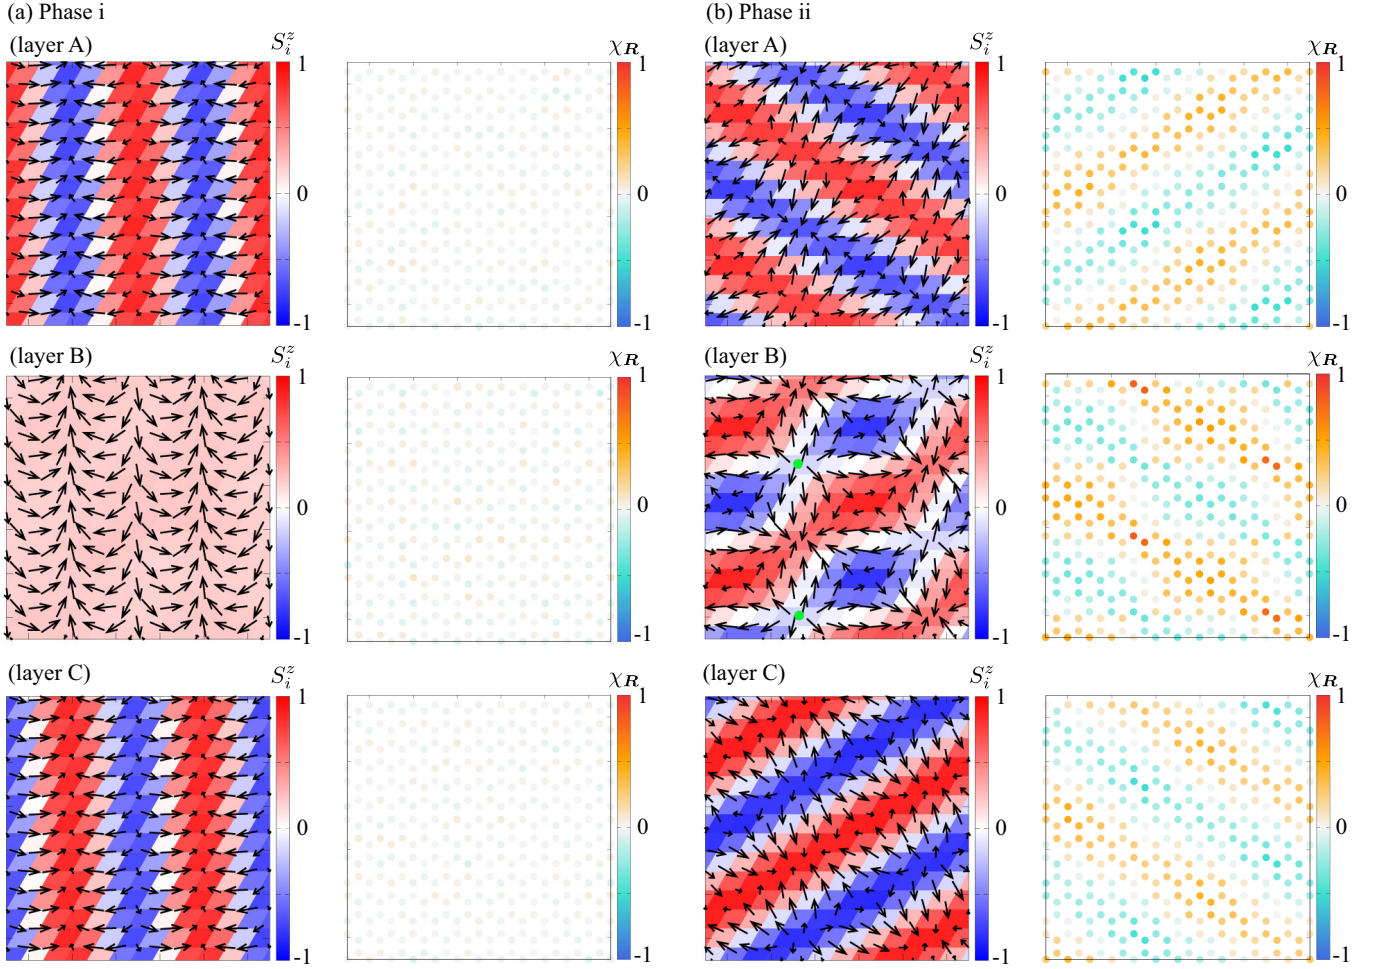 (a) Phase i
(b) Phase ii
(layer A) S_i^z χ_R (layer A) S_i^z χ_R
1 1 1 1
0 0 0 0
-1 -1 -1 -1
(layer B) S_i^z χ_R (layer B) S_i^z χ_R
1 1 1 1
0 0 0 0
-1 -1 -1 -1
(layer C) S_i^z χ_R (layer C) S_i^z χ_R
1 1 1 1
0 0 0 0
-1 -1 -1 -1